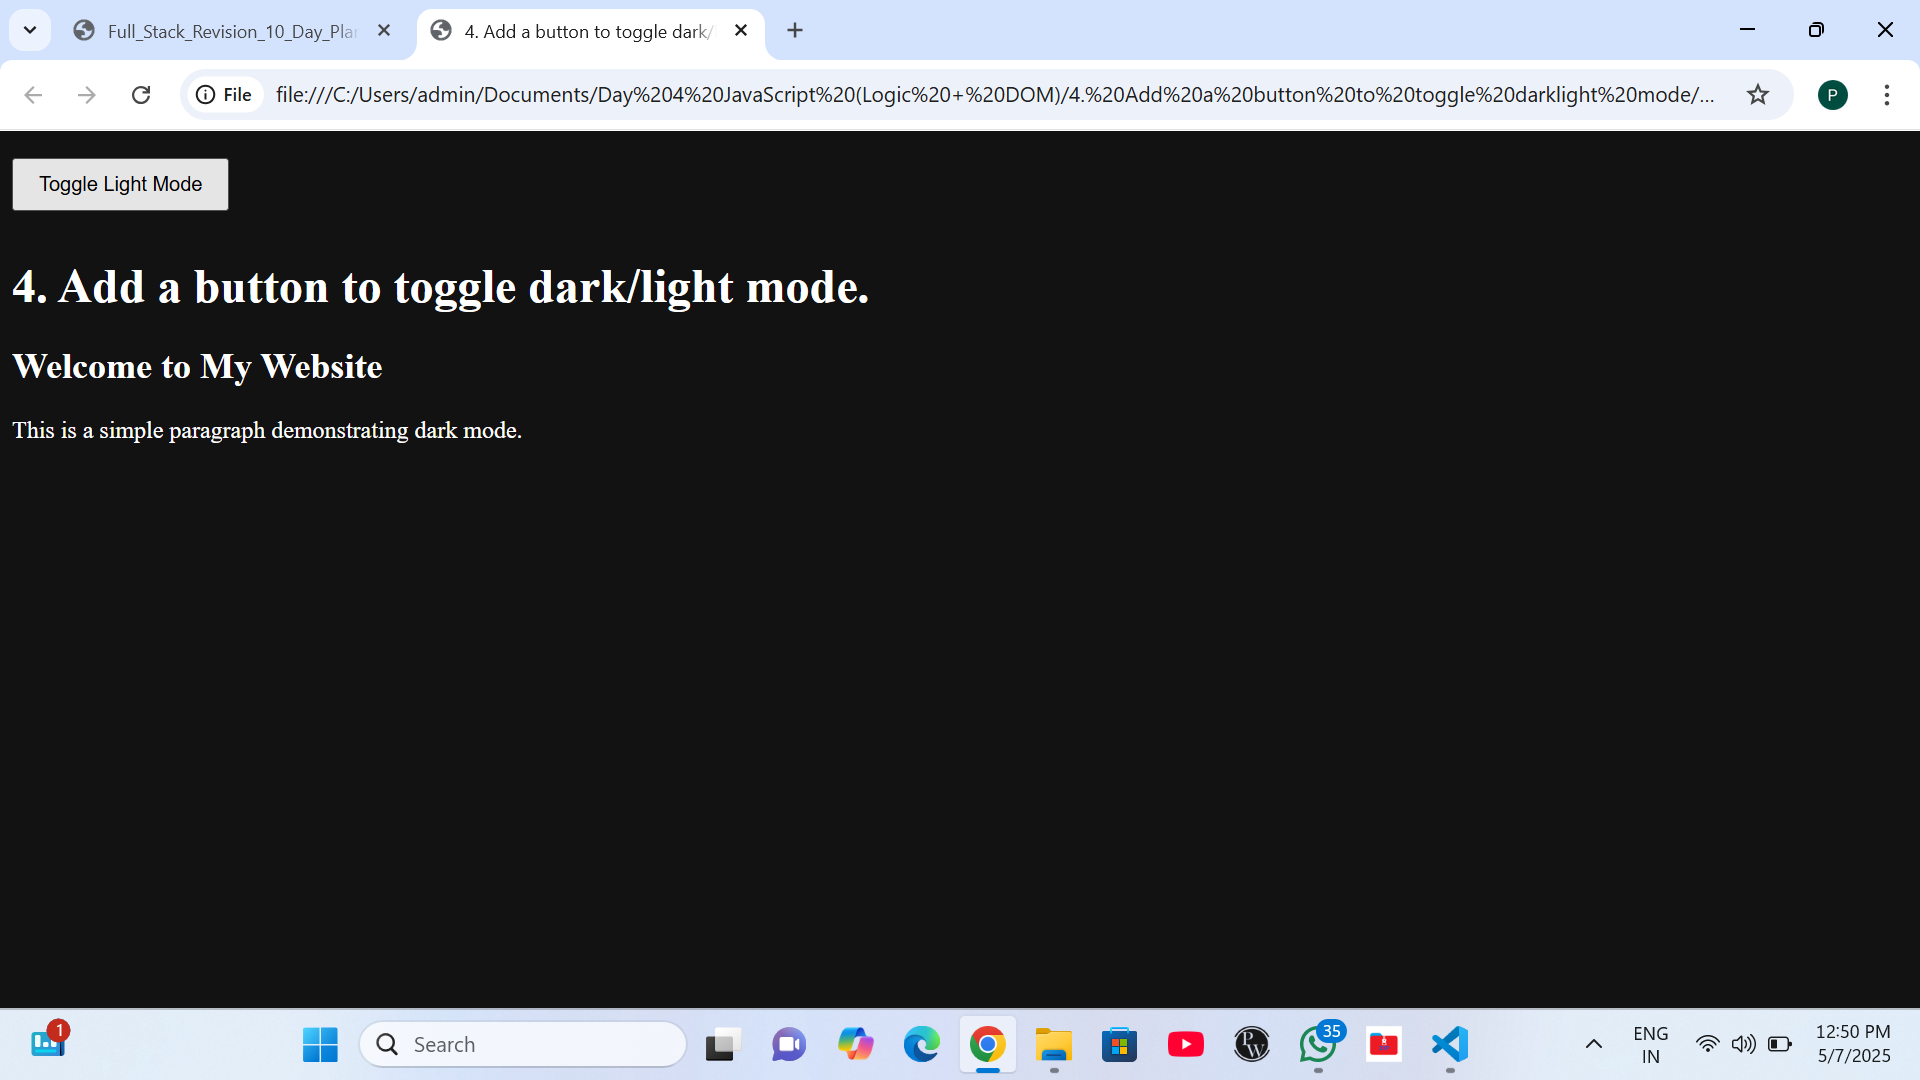 Full_Stack_Revision_10_Day_Pla
4. Add a button to toggle dark/
File
file:///C:/Users/admin/Documents/Day%204%20JavaScript%20(Logic%20+%20DOM)/4.%20Add%20a%20button%20to%20toggle%20darklight%20mode/...
P
Toggle Light Mode
4. Add a button to toggle dark/light mode.
Welcome to My Website
This is a simple paragraph demonstrating dark mode.
1
Search
PW
35
ENG
IN
12:50 PM
5/7/2025